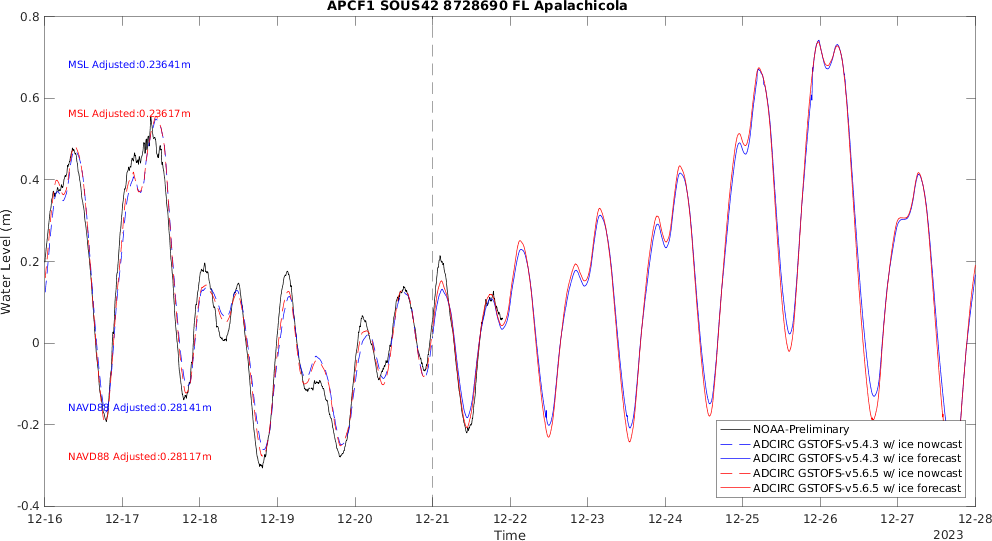 APCF1 SOUS42 8728690 FL Apalachicola
0.8
0.6
0.4
0.2
0
-0.2
-0.4
Water Level (m)
MSL Adjusted:0.23641m
MSL Adjusted:0.23617m
NAVD88 Adjusted:0.28141m
NAVD88 Adjusted:0.28117m
NOAA-Preliminary
ADCIRC GSTOFS-v5.4.3 w/ ice nowcast
ADCIRC GSTOFS-v5.4.3 w/ ice forecast
ADCIRC GSTOFS-v5.6.5 w/ ice nowcast
ADCIRC GSTOFS-v5.6.5 w/ ice forecast
12-16 12-17 12-18 12-19 12-20 12-21 12-22 12-23 12-24 12-25 12-26 12-27 12-28
Time
2023